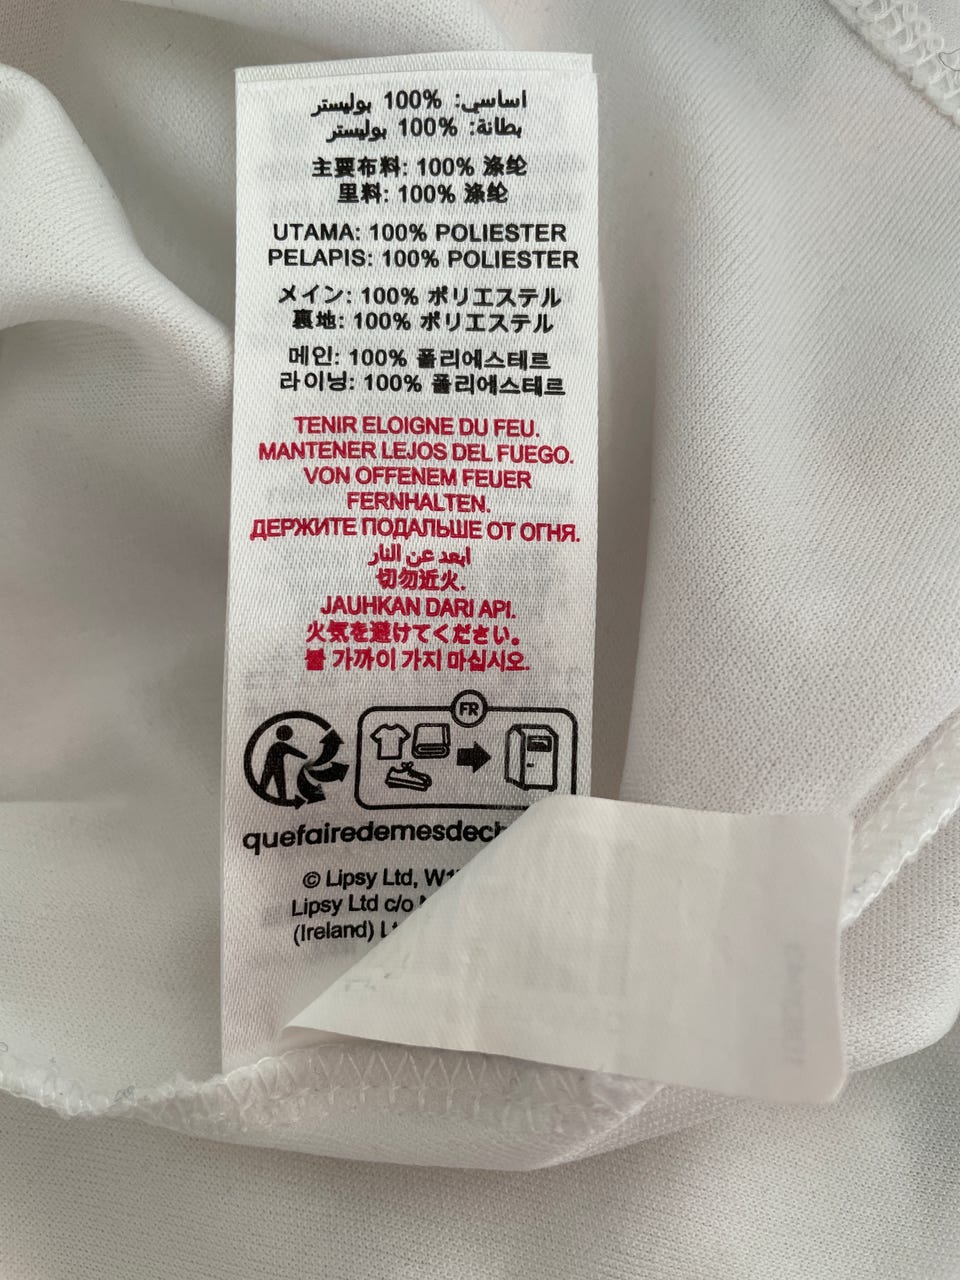 اساسي: 100% بوليستر
بطانة: 100% بوليستر
主要布料: 100% 涤纶
里料: 100% 涤纶
UTAMA: 100% POLIESTER
PELAPIS: 100% POLIESTER
メイン: 100% ポリエステル
裏地: 100% ポリエステル
메인: 100% 폴리에스테르
라이닝: 100% 폴리에스테르
TENIR ELOIGNE DU FEU.
MANTENER LEJOS DEL FUEGO.
VON OFFENEM FEUER
FERNHALTEN.
ДЕРЖИТЕ ПОДАЛЬШЕ ОТ ОГНЯ.
ابعد عن النار
切勿近火.
JAUHKAN DARI API.
火気を避けてください。
불 가까이 가지 마십시오.
FR
quefairedemesdec
© Lipsy Ltd,
Lipsy Ltd c/o
(Ireland)